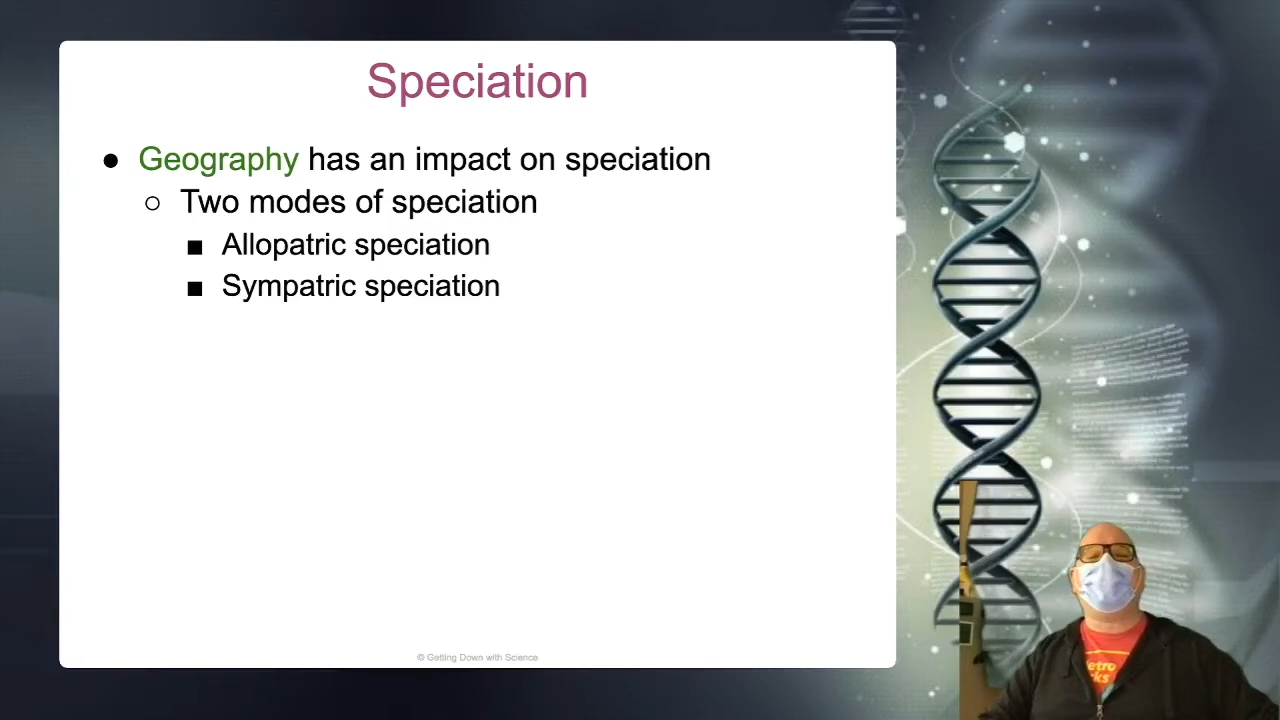 Speciation
● Geography has an impact on speciation
○ Two modes of speciation
■ Allopatric speciation
■ Sympatric speciation
© Getting Down with Science